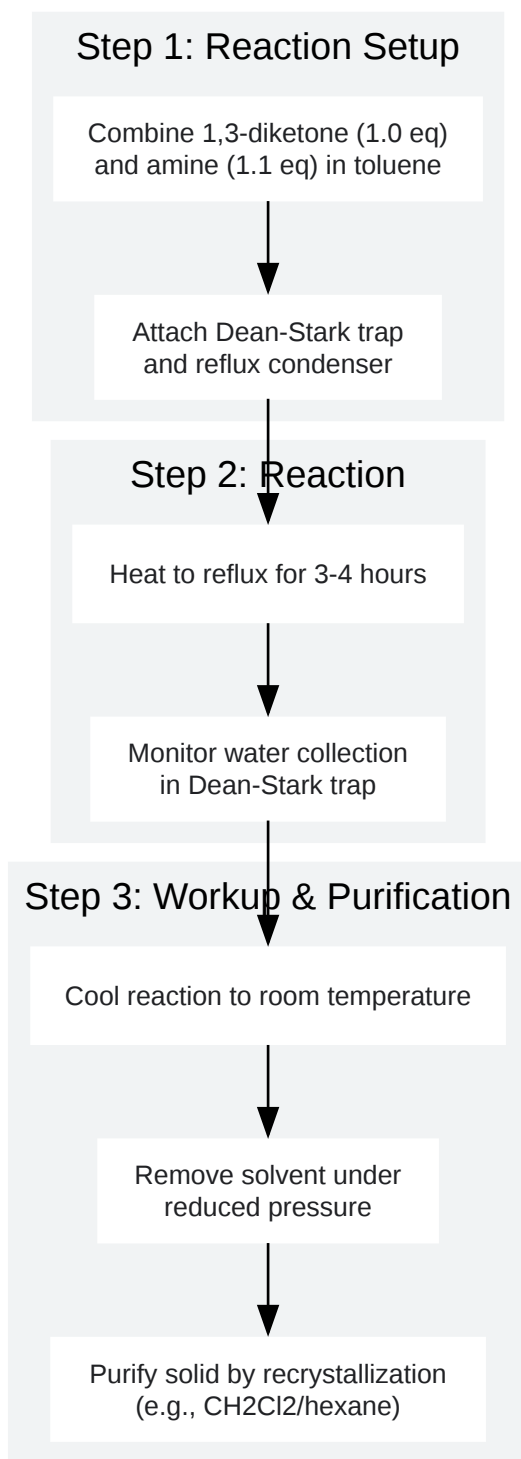 Step 1: Reaction Setup
Combine 1,3-diketone (1.0 eq)
and amine (1.1 eq) in toluene
Attach Dean-Stark trap
and reflux condenser
Step 2: Reaction
Heat to reflux for 3-4 hours
Monitor water collection
in Dean-Stark trap
Step 3: Workup & Purification
Cool reaction to room temperature
Remove solvent under
reduced pressure
Purify solid by recrystallization
(e.g., CH2Cl2/hexane)